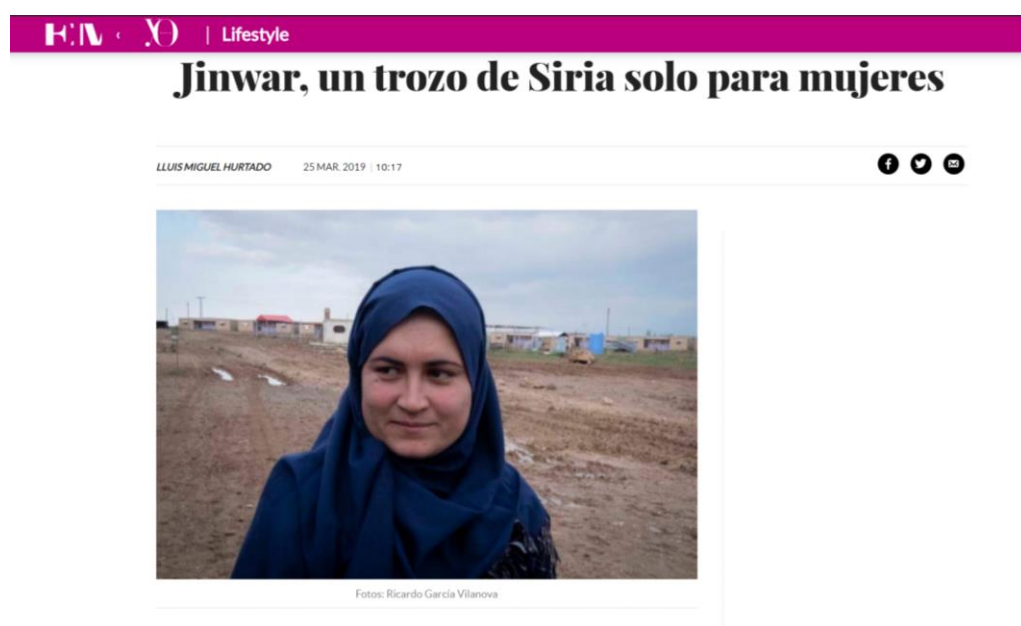 Lifestyle
Jinwar, un trozo de Siria solo para mujeres
LLUIS MIGUEL HURTADO 25 MAR. 2019 | 10:17
Fotos: Ricardo García Vilanova